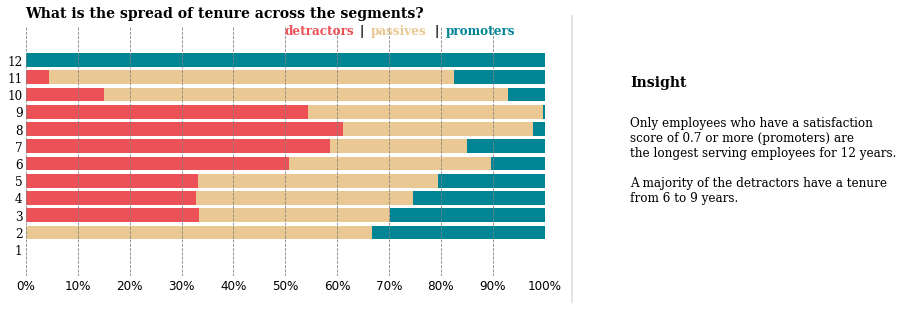 What is the spread of tenure across the segments?
detractors | passives | promoters
12
11
10
9
8
7
6
5
4
3
2
1
0% 10% 20% 30% 40% 50% 60% 70% 80% 90% 100%
Insight
Only employees who have a satisfaction
score of 0.7 or more (promoters) are
the longest serving employees for 12 years.
A majority of the detractors have a tenure
from 6 to 9 years.